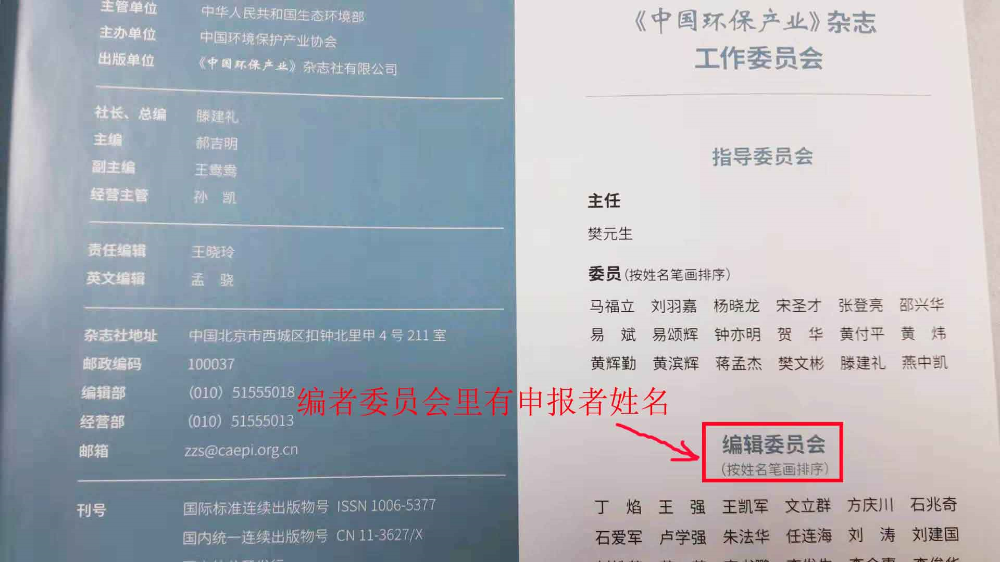 主管单位 中华人民共和国生态环境部
主办单位 中国环境保护产业协会
出版单位 《中国环保产业》杂志社有限公司
社长、总编 滕建礼
主编 郝吉明
副主编 王鸯鸯
经营主管 孙 凯
责任编辑 王晓玲
英文编辑 孟 骁
杂志社地址 中国北京市西城区扣钟北里甲4号211室
邮政编码 100037
编辑部 (010) 51555018
经营部 (010) 51555013
邮箱 zzs@caepi.org.cn
刊号 国际标准连续出版物号 ISSN 1006-5377
国内统一连续出版物号 CN 11-3627/X
《中国环保产业》杂志
工作委员会
指导委员会
主任
樊元生
委员(按姓名笔画排序)
马福立 刘羽嘉 杨晓龙 宋圣才 张登亮 邵兴华
易 斌 易颂辉 钟亦明 贺 华 黄付平 黄 炜
黄辉勤 黄滨辉 蒋孟杰 樊文彬 滕建礼 燕中凯
编者委员会里有申报者姓名
编辑委员会
(按姓名笔画排序)
丁 焰 王 强 王凯军 文立群 方庆川 石兆奇
石爱军 卢学强 朱法华 任连海 刘 涛 刘建国